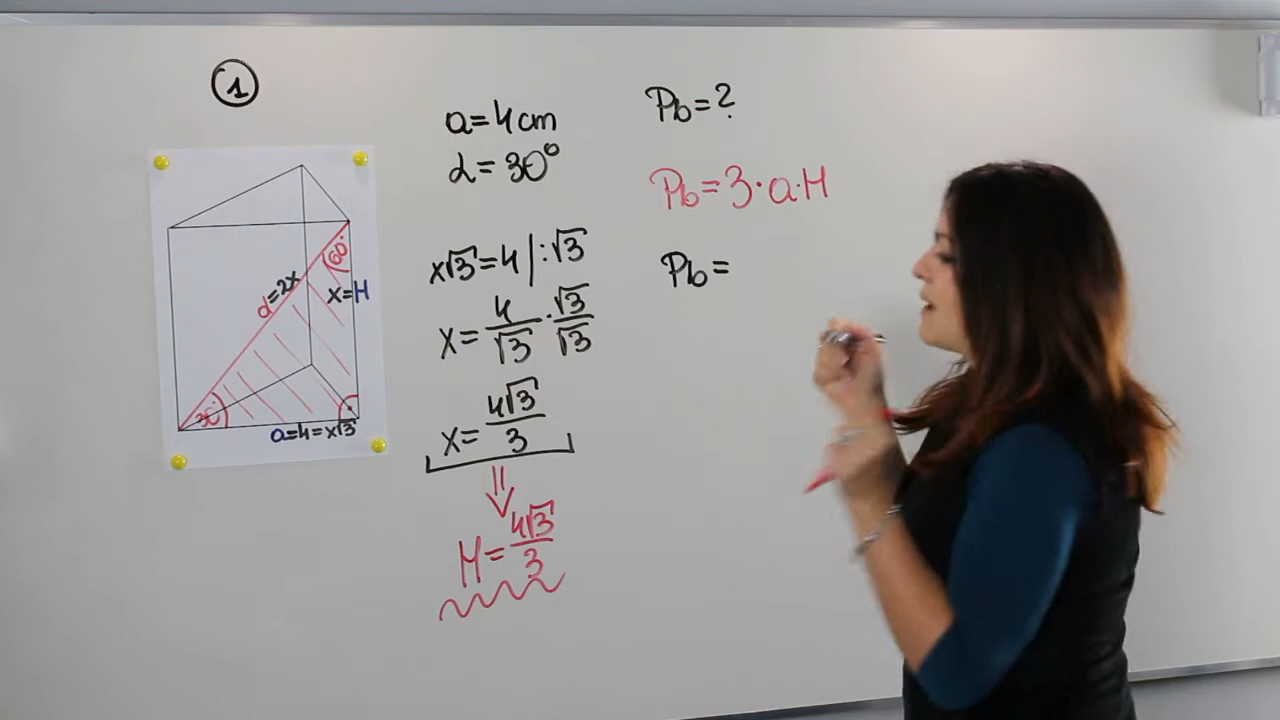 1
a=4cm
α=30°
x√3=4 |:√3
x=4/√3 · √3/√3
x=4√3/3
⇓
H=4√3/3
Pb=?
Pb=3·a·H
Pb=
60°
d=2x
x=H
30°
a=4=x√3